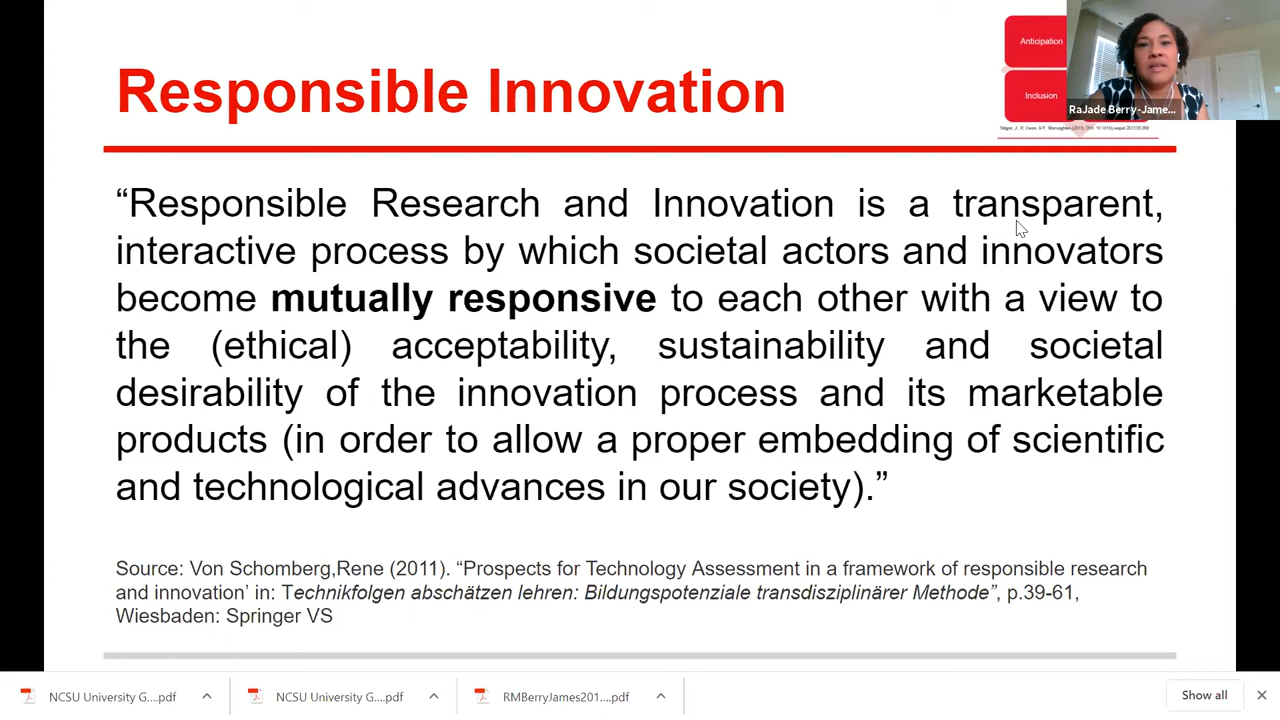 Responsible Innovation
Anticipation
Inclusion
RaJade Berry-Jame...
“Responsible Research and Innovation is a transparent,
interactive process by which societal actors and innovators
become mutually responsive to each other with a view to
the (ethical) acceptability, sustainability and societal
desirability of the innovation process and its marketable
products (in order to allow a proper embedding of scientific
and technological advances in our society).”
Source: Von Schomberg,Rene (2011). “Prospects for Technology Assessment in a framework of responsible research
and innovation’ in: Technikfolgen abschätzen lehren: Bildungspotenziale transdisziplinärer Methode”, p.39-61,
Wiesbaden: Springer VS
NCSU University G....pdf
NCSU University G....pdf
RMBerryJames201....pdf
Show all